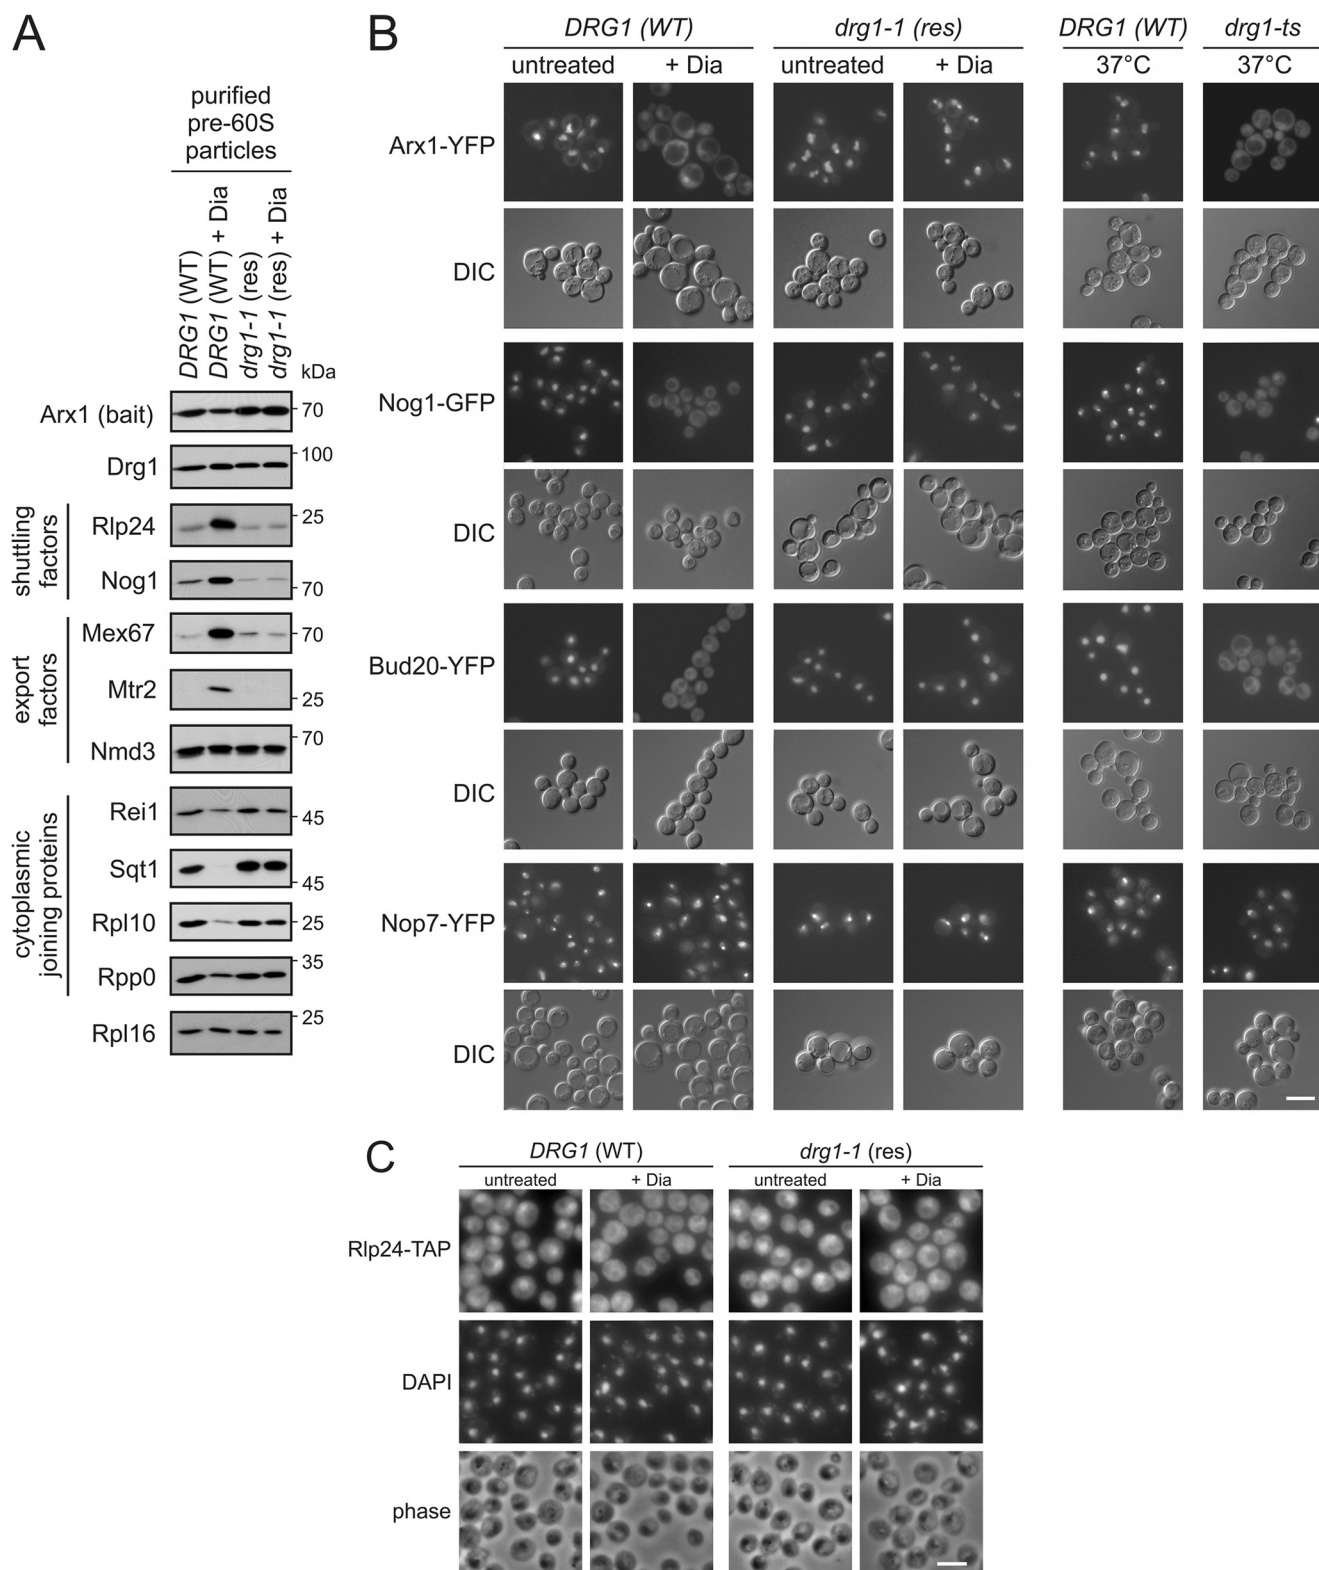 A
purified
pre-60S
particles
DRG1 (WT)
DRG1 (WT) + Dia
drg1-1 (res)
drg1-1 (res) + Dia
kDa
Arx1 (bait)
70
Drg1
100
shuttling
factors
Rlp24
25
Nog1
70
export
factors
Mex67
70
Mtr2
25
Nmd3
70
cytoplasmic
joining proteins
Rei1
45
Sqt1
45
Rpl10
25
Rpp0
35
Rpl16
25
B
DRG1 (WT)
drg1-1 (res)
DRG1 (WT)
drg1-ts
untreated
+ Dia
untreated
+ Dia
37°C
37°C
Arx1-YFP
DIC
Nog1-GFP
DIC
Bud20-YFP
DIC
Nop7-YFP
DIC
C
DRG1 (WT)
drg1-1 (res)
untreated
+ Dia
untreated
+ Dia
Rlp24-TAP
DAPI
phase